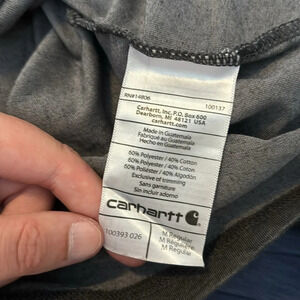 RN#14806 100137
Carhartt, Inc. P.O. Box 600
Dearborn, MI 48121 USA
carhartt.com
Made in Guatemala
Fabriqué au Guatemala
Hecho en Guatemala
60% Polyester / 40% Cotton
60% Polyester / 40% Coton
60% Poliéster / 40% Algodón
Exclusive of trimming
Sans garniture
Sin incluir adorno
carhartt
100393 026 M Regular
M Régulière
M Regular